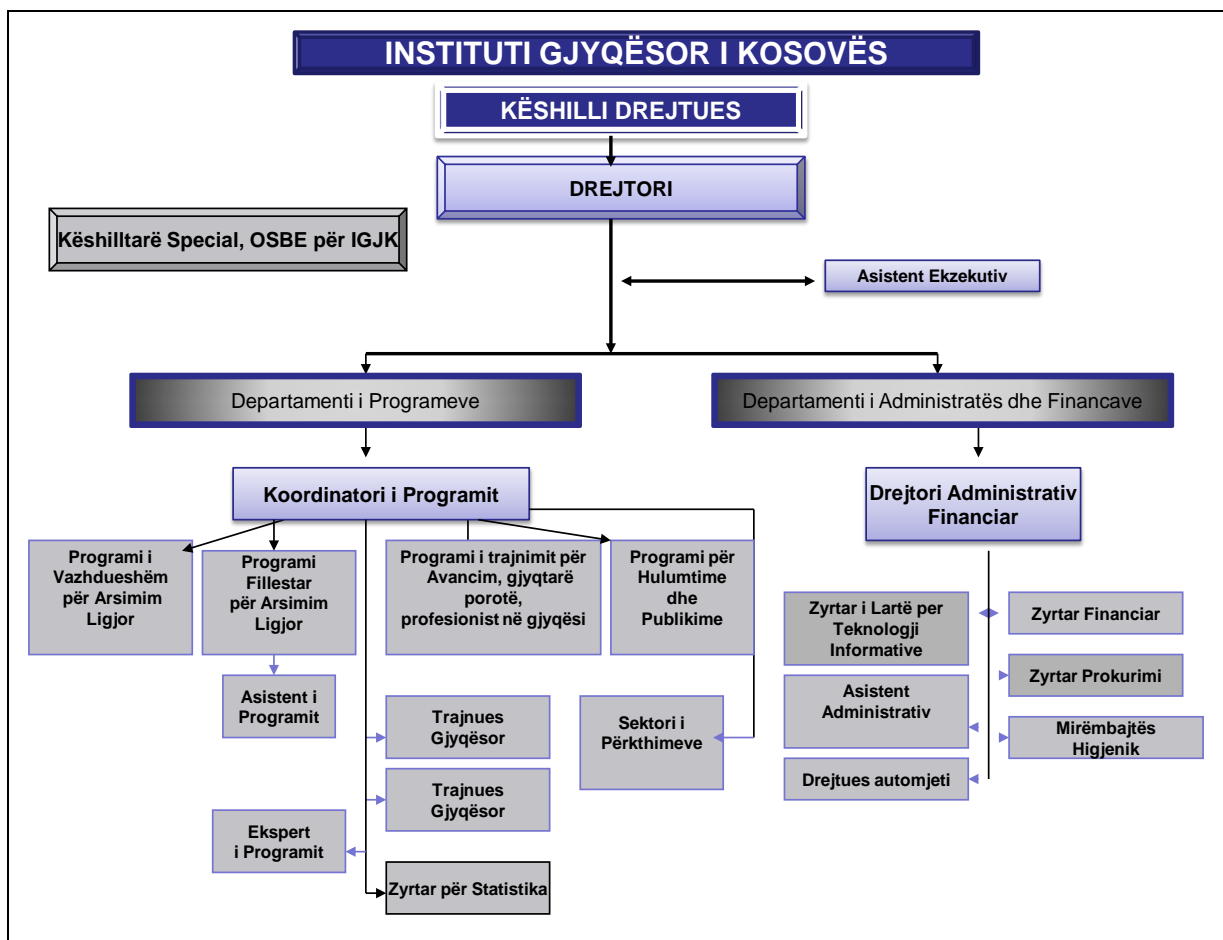 INSTITUTI GJYQËSOR I KOSOVËS
KËSHILLI DREJTUES
DREJTORI
Këshilltarë Special, OSBE për IGJK
Asistent Ekzekutiv
Departamenti i Programeve
Departamenti i Administratës dhe Financave
Koordinatori i Programit
Drejtori Administrativ
Financiar
Programi i
Vazhdueshëm
për Arsimim
Ligjor
Programi
Fillestar
për Arsimim
Ligjor
Programi i trajnimit për
Avancim, gjyqtarë
porotë,
profesionist në gjyqësi
Programi për
Hulumtime
dhe
Publikime
Zyrtar i Lartë per
Teknologji
Informative
Zyrtar Financiar
Asistent i
Programit
Zyrtar Prokurimi
Asistent
Administrativ
Trajnues
Gjyqësor
Sektori i
Përkthimeve
Mirëmbajtës
Higjenik
Drejtues automjeti
Trajnues
Gjyqësor
Ekspert
i Programit
Zyrtar për Statistika